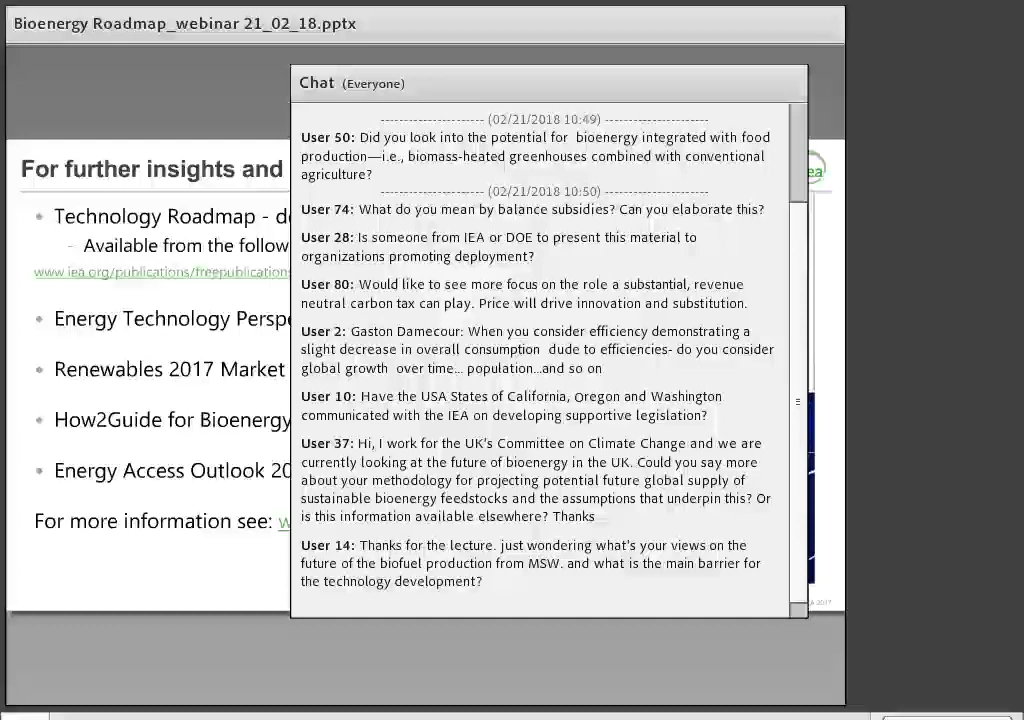 Bioenergy Roadmap_webinar 21_02_18.pptx
For further insights and
ea
Technology Roadmap - de
- Available from the follow
www.iea.org/publications/freepublications
Energy Technology Perspe
Renewables 2017 Market
How2Guide for Bioenergy
Energy Access Outlook 20
For more information see: w
A 2017
Chat (Everyone)
---------------------- (02/21/2018 10:49) ----------------------
User 50: Did you look into the potential for bioenergy integrated with food
production—i.e., biomass-heated greenhouses combined with conventional
agriculture?
---------------------- (02/21/2018 10:50) ----------------------
User 74: What do you mean by balance subsidies? Can you elaborate this?
User 28: Is someone from IEA or DOE to present this material to
organizations promoting deployment?
User 80: Would like to see more focus on the role a substantial, revenue
neutral carbon tax can play. Price will drive innovation and substitution.
User 2: Gaston Damecour: When you consider efficiency demonstrating a
slight decrease in overall consumption dude to efficiencies- do you consider
global growth over time... population...and so on
User 10: Have the USA States of California, Oregon and Washington
communicated with the IEA on developing supportive legislation?
User 37: Hi, I work for the UK's Committee on Climate Change and we are
currently looking at the future of bioenergy in the UK. Could you say more
about your methodology for projecting potential future global supply of
sustainable bioenergy feedstocks and the assumptions that underpin this? Or
is this information available elsewhere? Thanks
User 14: Thanks for the lecture. just wondering what's your views on the
future of the biofuel production from MSW. and what is the main barrier for
the technology development?